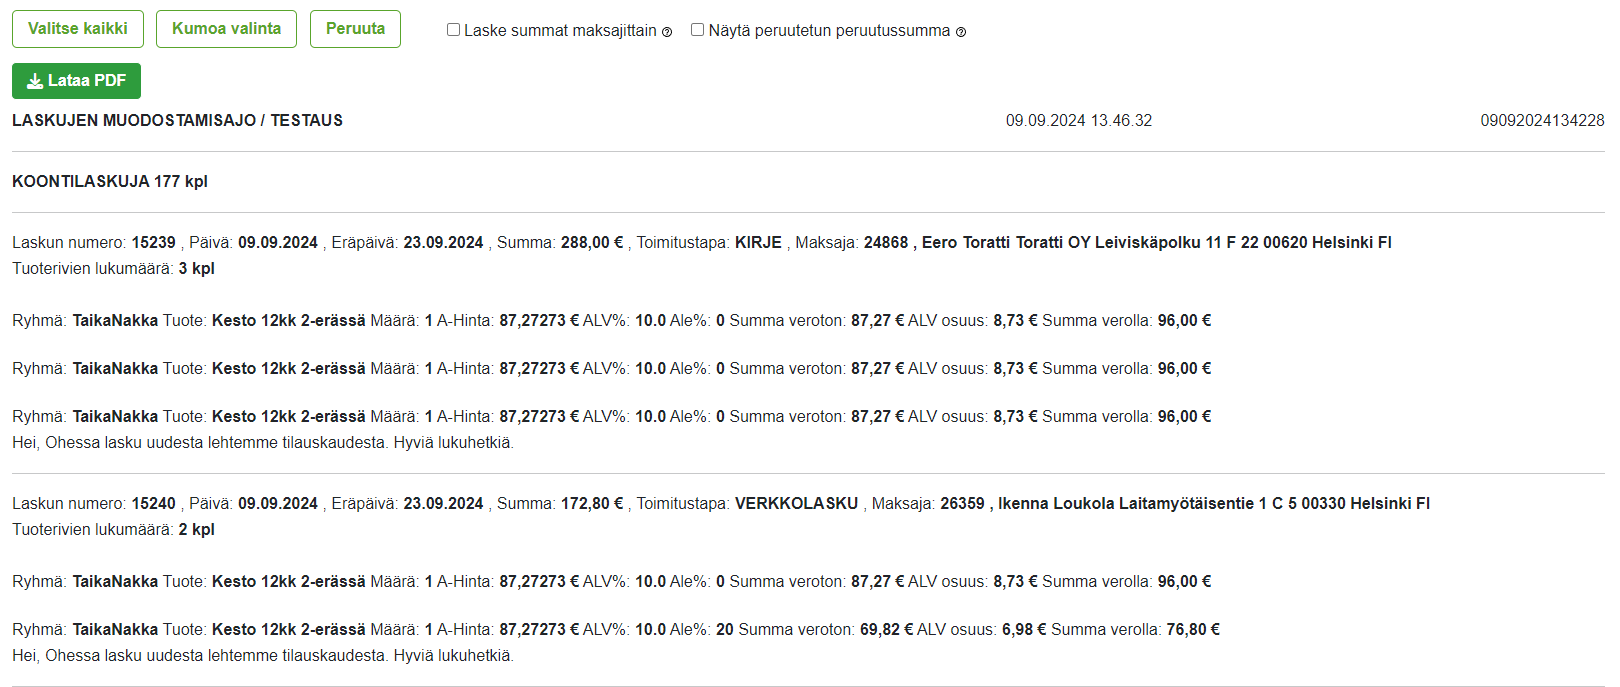 Valitse kaikki Kumoa valinta Peruuta Laske summat maksajittain Näytä peruutetun peruutussumma
Lataa PDF
LASKUJEN MUODOSTAMISAJO / TESTAUS 09.09.2024 13.46.32 09092024134228
KOONTILASKUJA 177 kpl
Laskun numero: 15239 , Päivä: 09.09.2024 , Eräpäivä: 23.09.2024 , Summa: 288,00 € , Toimitustapa: KIRJE , Maksaja: 24868 , Eero Toratti Toratti OY Leiviskäpolku 11 F 22 00620 Helsinki FI
Tuoterivien lukumäärä: 3 kpl
Ryhmä: TaikaNakka Tuote: Kesto 12kk 2-erässä Määrä: 1 A-Hinta: 87,27273 € ALV%: 10.0 Ale%: 0 Summa veroton: 87,27 € ALV osuus: 8,73 € Summa verolla: 96,00 €
Ryhmä: TaikaNakka Tuote: Kesto 12kk 2-erässä Määrä: 1 A-Hinta: 87,27273 € ALV%: 10.0 Ale%: 0 Summa veroton: 87,27 € ALV osuus: 8,73 € Summa verolla: 96,00 €
Ryhmä: TaikaNakka Tuote: Kesto 12kk 2-erässä Määrä: 1 A-Hinta: 87,27273 € ALV%: 10.0 Ale%: 0 Summa veroton: 87,27 € ALV osuus: 8,73 € Summa verolla: 96,00 €
Hei, Ohessa lasku uudesta lehtemme tilauskaudesta. Hyviä lukuhetkiä.
Laskun numero: 15240 , Päivä: 09.09.2024 , Eräpäivä: 23.09.2024 , Summa: 172,80 € , Toimitustapa: VERKKOLASKU , Maksaja: 26359 , Ikenna Loukola Laitamyötäisentie 1 C 5 00330 Helsinki FI
Tuoterivien lukumäärä: 2 kpl
Ryhmä: TaikaNakka Tuote: Kesto 12kk 2-erässä Määrä: 1 A-Hinta: 87,27273 € ALV%: 10.0 Ale%: 0 Summa veroton: 87,27 € ALV osuus: 8,73 € Summa verolla: 96,00 €
Ryhmä: TaikaNakka Tuote: Kesto 12kk 2-erässä Määrä: 1 A-Hinta: 87,27273 € ALV%: 10.0 Ale%: 20 Summa veroton: 69,82 € ALV osuus: 6,98 € Summa verolla: 76,80 €
Hei, Ohessa lasku uudesta lehtemme tilauskaudesta. Hyviä lukuhetkiä.